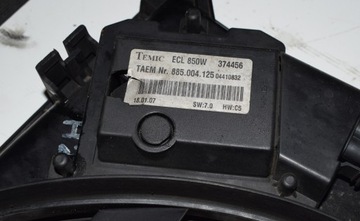 TEMIC ECL 850W 374456
TAEM Nr. 885.004.125 04410832
18.01.07 SW:7.0 HW:C5
H